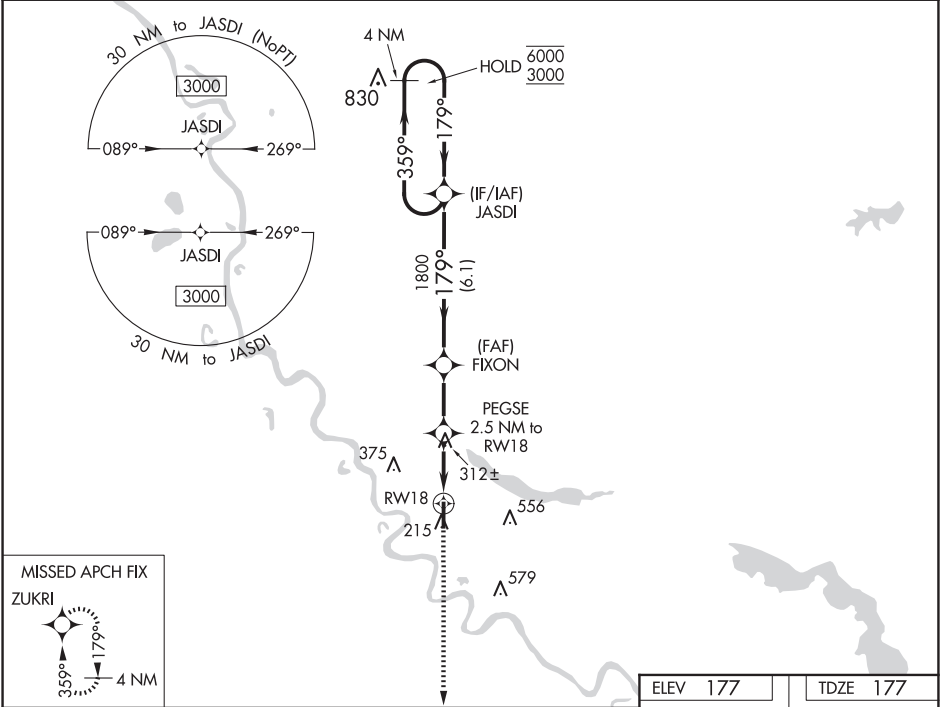 30 NM to JASDI (NoPT)
3000
JASDI
089°
269°
089°
269°
JASDI
3000
30 NM to JASDI
4 NM
830
HOLD
6000
3000
359°
179°
(IF/IAF)
JASDI
1800
179°
(6.1)
(FAF)
FIXON
PEGSE
2.5 NM to
RW18
375
312±
RW18
215
556
579
MISSED APCH FIX
ZUKRI
359°
179°
4 NM
ELEV 177
TDZE 177